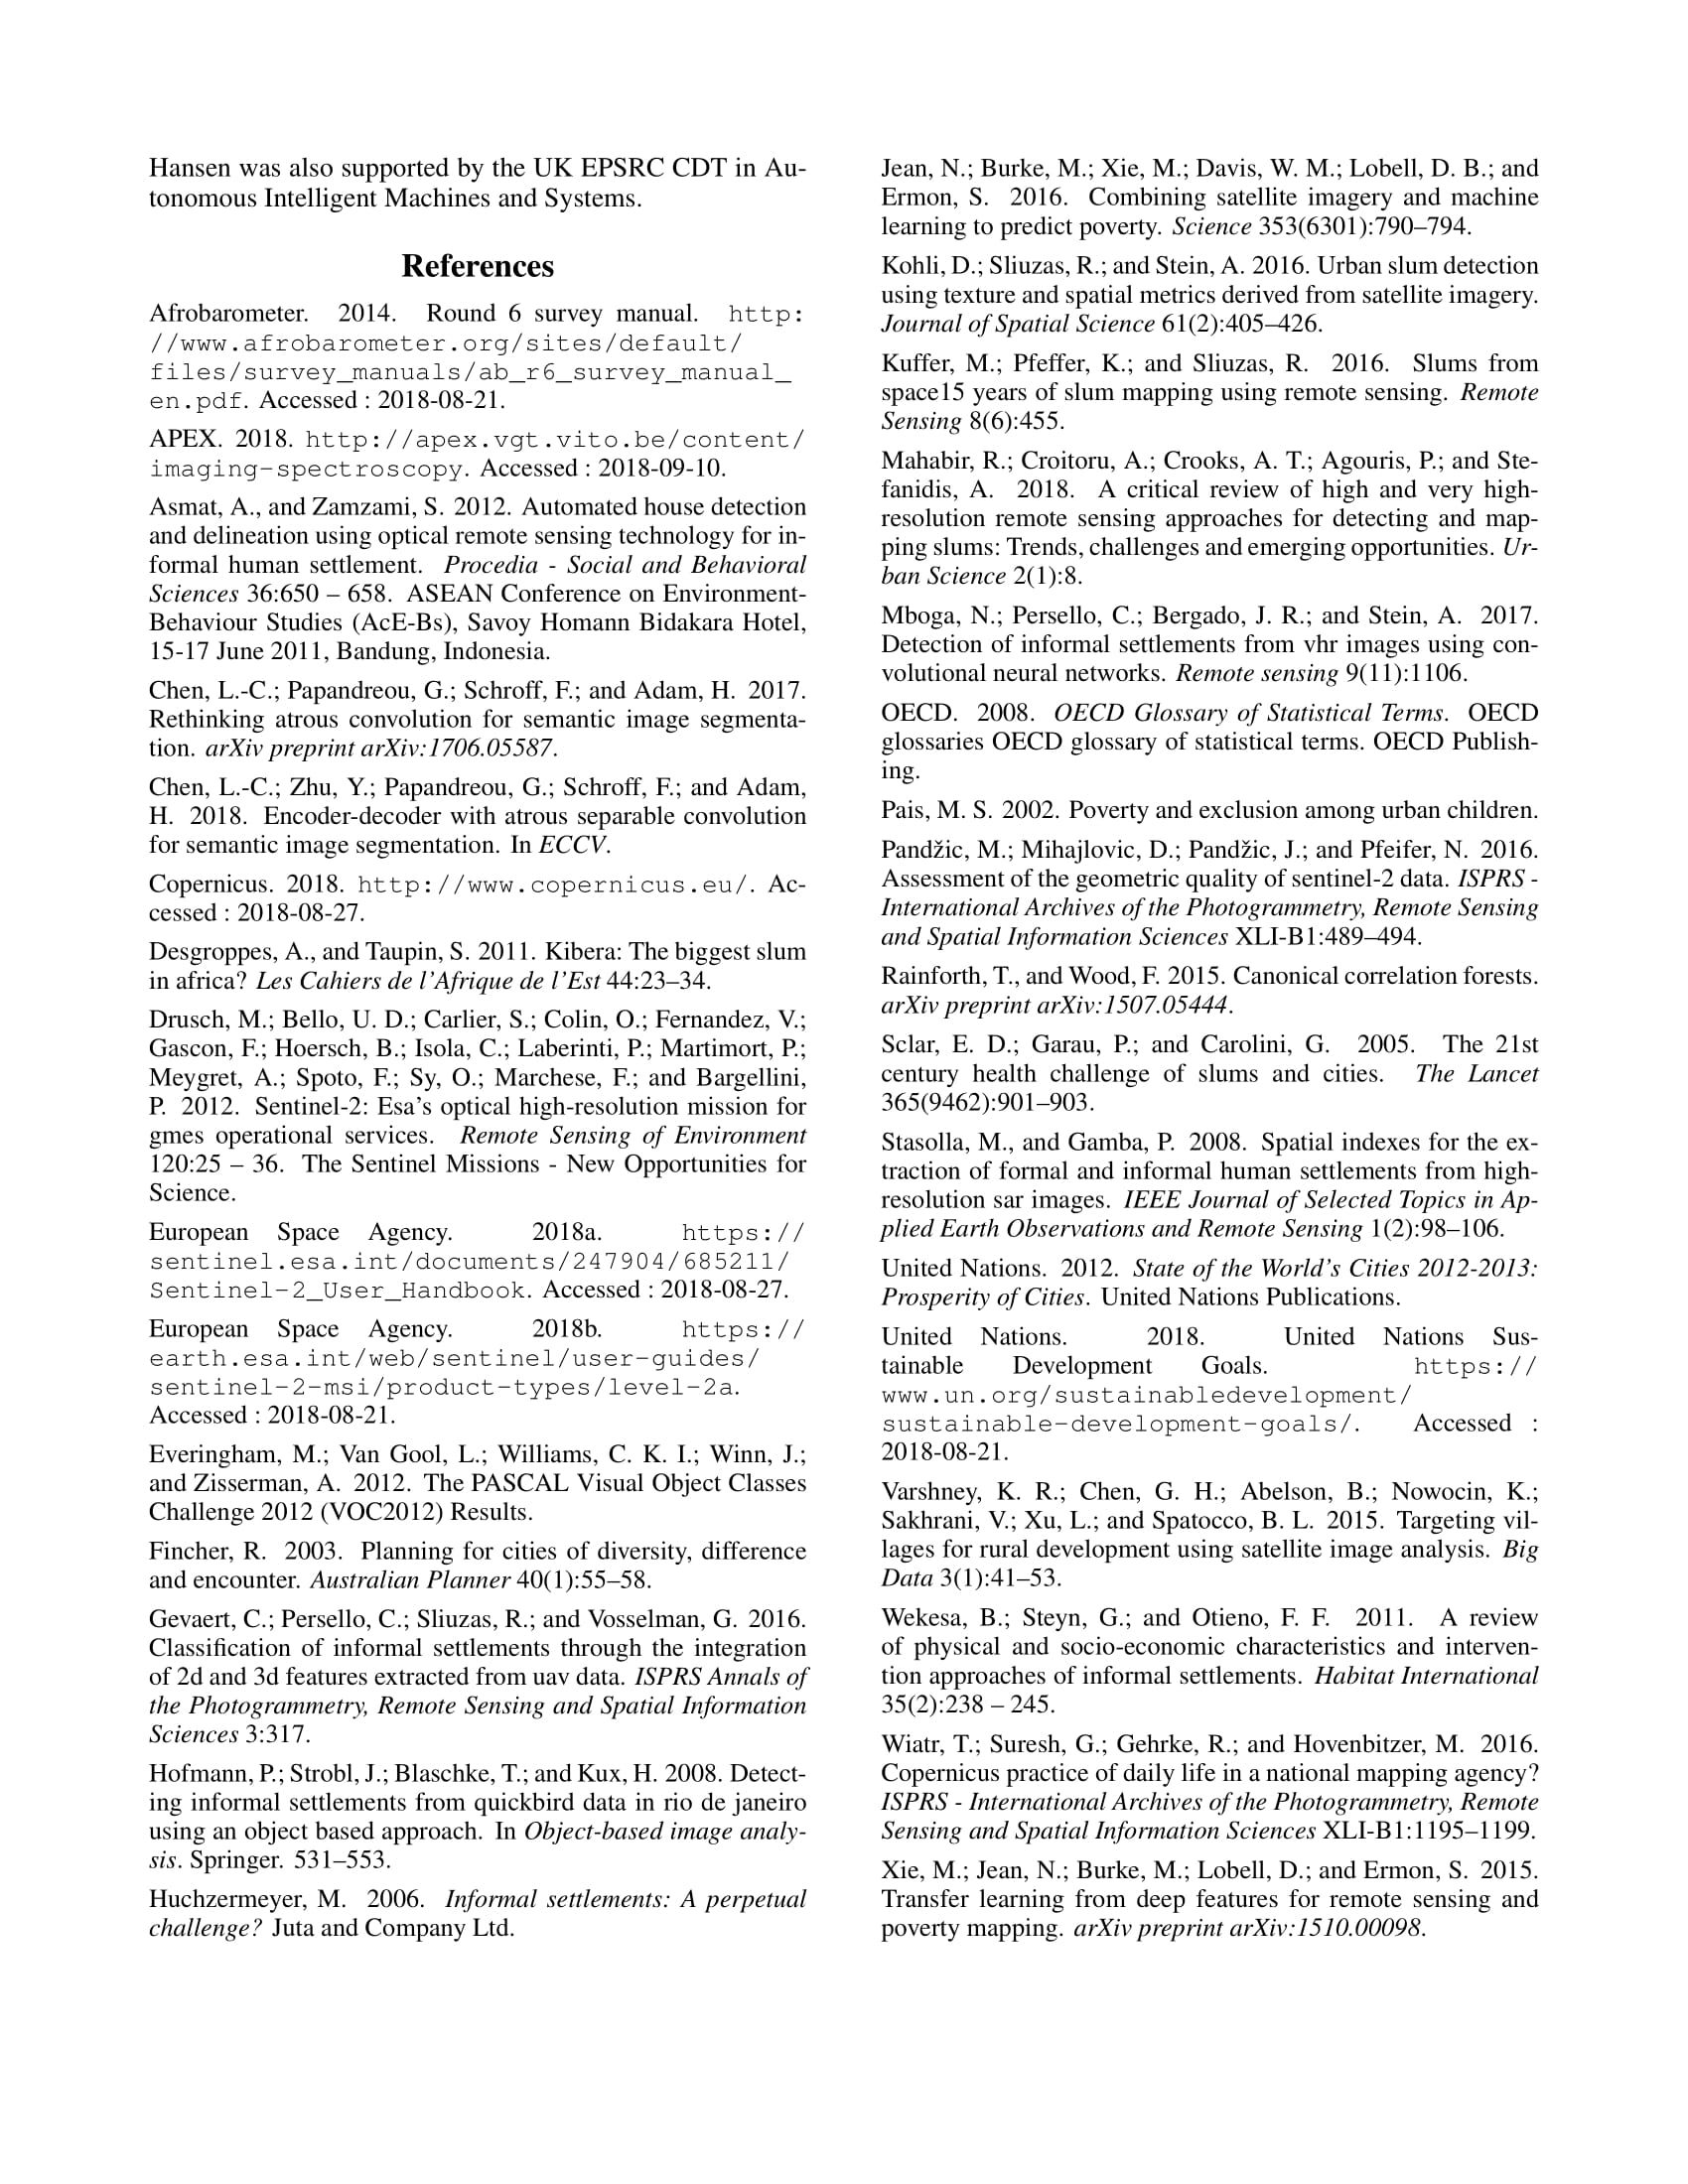 Hansen was also supported by the UK EPSRC CDT in Au-
tonomous Intelligent Machines and Systems.
References
Afrobarometer. 2014. Round 6 survey manual. http:
//www.afrobarometer.org/sites/default/
files/survey_manuals/ab_r6_survey_manual_
en.pdf. Accessed : 2018-08-21.
APEX. 2018. http://apex.vgt.vito.be/content/
imaging-spectroscopy. Accessed : 2018-09-10.
Asmat, A., and Zamzami, S. 2012. Automated house detection
and delineation using optical remote sensing technology for in-
formal human settlement. Procedia - Social and Behavioral
Sciences 36:650 – 658. ASEAN Conference on Environment-
Behaviour Studies (AcE-Bs), Savoy Homann Bidakara Hotel,
15-17 June 2011, Bandung, Indonesia.
Chen, L.-C.; Papandreou, G.; Schroff, F.; and Adam, H. 2017.
Rethinking atrous convolution for semantic image segmenta-
tion. arXiv preprint arXiv:1706.05587.
Chen, L.-C.; Zhu, Y.; Papandreou, G.; Schroff, F.; and Adam,
H. 2018. Encoder-decoder with atrous separable convolution
for semantic image segmentation. In ECCV.
Copernicus. 2018. http://www.copernicus.eu/. Ac-
cessed : 2018-08-27.
Desgroppes, A., and Taupin, S. 2011. Kibera: The biggest slum
in africa? Les Cahiers de l'Afrique de l'Est 44:23–34.
Drusch, M.; Bello, U. D.; Carlier, S.; Colin, O.; Fernandez, V.;
Gascon, F.; Hoersch, B.; Isola, C.; Laberinti, P.; Martimort, P.;
Meygret, A.; Spoto, F.; Sy, O.; Marchese, F.; and Bargellini,
P. 2012. Sentinel-2: Esa's optical high-resolution mission for
gmes operational services. Remote Sensing of Environment
120:25 – 36. The Sentinel Missions - New Opportunities for
Science.
European Space Agency. 2018a. https://
sentinel.esa.int/documents/247904/685211/
Sentinel-2_User_Handbook. Accessed : 2018-08-27.
European Space Agency. 2018b. https://
earth.esa.int/web/sentinel/user-guides/
sentinel-2-msi/product-types/level-2a.
Accessed : 2018-08-21.
Everingham, M.; Van Gool, L.; Williams, C. K. I.; Winn, J.;
and Zisserman, A. 2012. The PASCAL Visual Object Classes
Challenge 2012 (VOC2012) Results.
Fincher, R. 2003. Planning for cities of diversity, difference
and encounter. Australian Planner 40(1):55–58.
Gevaert, C.; Persello, C.; Sliuzas, R.; and Vosselman, G. 2016.
Classification of informal settlements through the integration
of 2d and 3d features extracted from uav data. ISPRS Annals of
the Photogrammetry, Remote Sensing and Spatial Information
Sciences 3:317.
Hofmann, P.; Strobl, J.; Blaschke, T.; and Kux, H. 2008. Detect-
ing informal settlements from quickbird data in rio de janeiro
using an object based approach. In Object-based image analy-
sis. Springer. 531–553.
Huchzermeyer, M. 2006. Informal settlements: A perpetual
challenge? Juta and Company Ltd.
Jean, N.; Burke, M.; Xie, M.; Davis, W. M.; Lobell, D. B.; and
Ermon, S. 2016. Combining satellite imagery and machine
learning to predict poverty. Science 353(6301):790–794.
Kohli, D.; Sliuzas, R.; and Stein, A. 2016. Urban slum detection
using texture and spatial metrics derived from satellite imagery.
Journal of Spatial Science 61(2):405–426.
Kuffer, M.; Pfeffer, K.; and Sliuzas, R. 2016. Slums from
space15 years of slum mapping using remote sensing. Remote
Sensing 8(6):455.
Mahabir, R.; Croitoru, A.; Crooks, A. T.; Agouris, P.; and Ste-
fanidis, A. 2018. A critical review of high and very high-
resolution remote sensing approaches for detecting and map-
ping slums: Trends, challenges and emerging opportunities. Ur-
ban Science 2(1):8.
Mboga, N.; Persello, C.; Bergado, J. R.; and Stein, A. 2017.
Detection of informal settlements from vhr images using con-
volutional neural networks. Remote sensing 9(11):1106.
OECD. 2008. OECD Glossary of Statistical Terms. OECD
glossaries OECD glossary of statistical terms. OECD Publish-
ing.
Pais, M. S. 2002. Poverty and exclusion among urban children.
Pandžic, M.; Mihajlovic, D.; Pandžic, J.; and Pfeifer, N. 2016.
Assessment of the geometric quality of sentinel-2 data. ISPRS -
International Archives of the Photogrammetry, Remote Sensing
and Spatial Information Sciences XLI-B1:489–494.
Rainforth, T., and Wood, F. 2015. Canonical correlation forests.
arXiv preprint arXiv:1507.05444.
Sclar, E. D.; Garau, P.; and Carolini, G. 2005. The 21st
century health challenge of slums and cities. The Lancet
365(9462):901–903.
Stasolla, M., and Gamba, P. 2008. Spatial indexes for the ex-
traction of formal and informal human settlements from high-
resolution sar images. IEEE Journal of Selected Topics in Ap-
plied Earth Observations and Remote Sensing 1(2):98–106.
United Nations. 2012. State of the World's Cities 2012-2013:
Prosperity of Cities. United Nations Publications.
United Nations. 2018. United Nations Sus-
tainable Development Goals. https://
www.un.org/sustainabledevelopment/
sustainable-development-goals/. Accessed :
2018-08-21.
Varshney, K. R.; Chen, G. H.; Abelson, B.; Nowocin, K.;
Sakhrani, V.; Xu, L.; and Spatocco, B. L. 2015. Targeting vil-
lages for rural development using satellite image analysis. Big
Data 3(1):41–53.
Wekesa, B.; Steyn, G.; and Otieno, F. F. 2011. A review
of physical and socio-economic characteristics and interven-
tion approaches of informal settlements. Habitat International
35(2):238 – 245.
Wiatr, T.; Suresh, G.; Gehrke, R.; and Hovenbitzer, M. 2016.
Copernicus practice of daily life in a national mapping agency?
ISPRS - International Archives of the Photogrammetry, Remote
Sensing and Spatial Information Sciences XLI-B1:1195–1199.
Xie, M.; Jean, N.; Burke, M.; Lobell, D.; and Ermon, S. 2015.
Transfer learning from deep features for remote sensing and
poverty mapping. arXiv preprint arXiv:1510.00098.